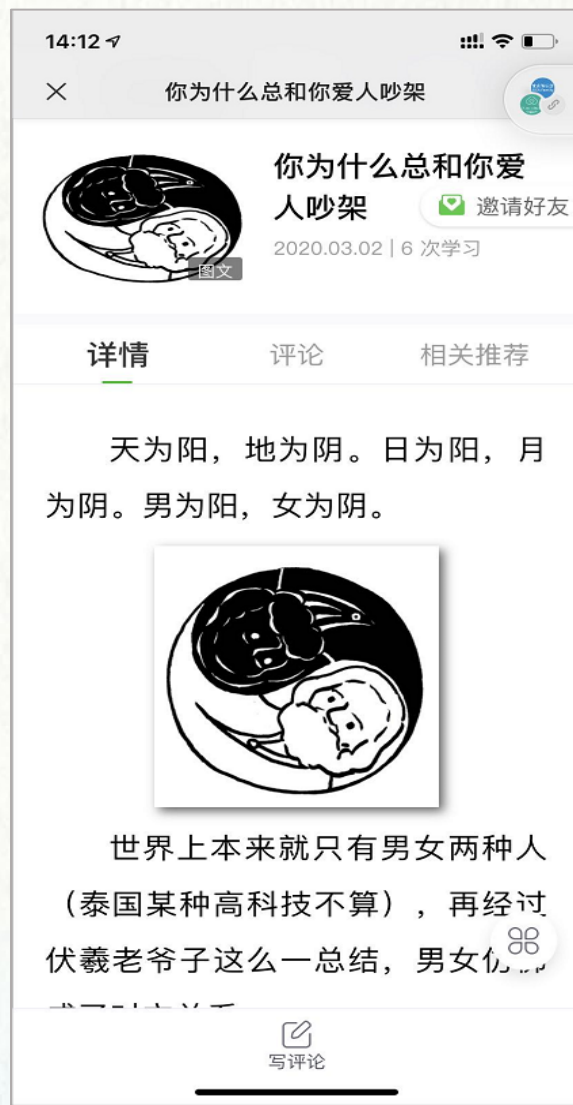 14:12
你为什么总和你爱人吵架
你为什么总和你爱
人吵架
邀请好友
2020.03.02 | 6 次学习
图文
详情
评论
相关推荐
天为阳，地为阴。日为阳，月
为阴。男为阳，女为阴。
世界上本来就只有男女两种人
（泰国某种高科技不算），再经过
伏羲老爷子这么一总结，男女仿佛
写评论